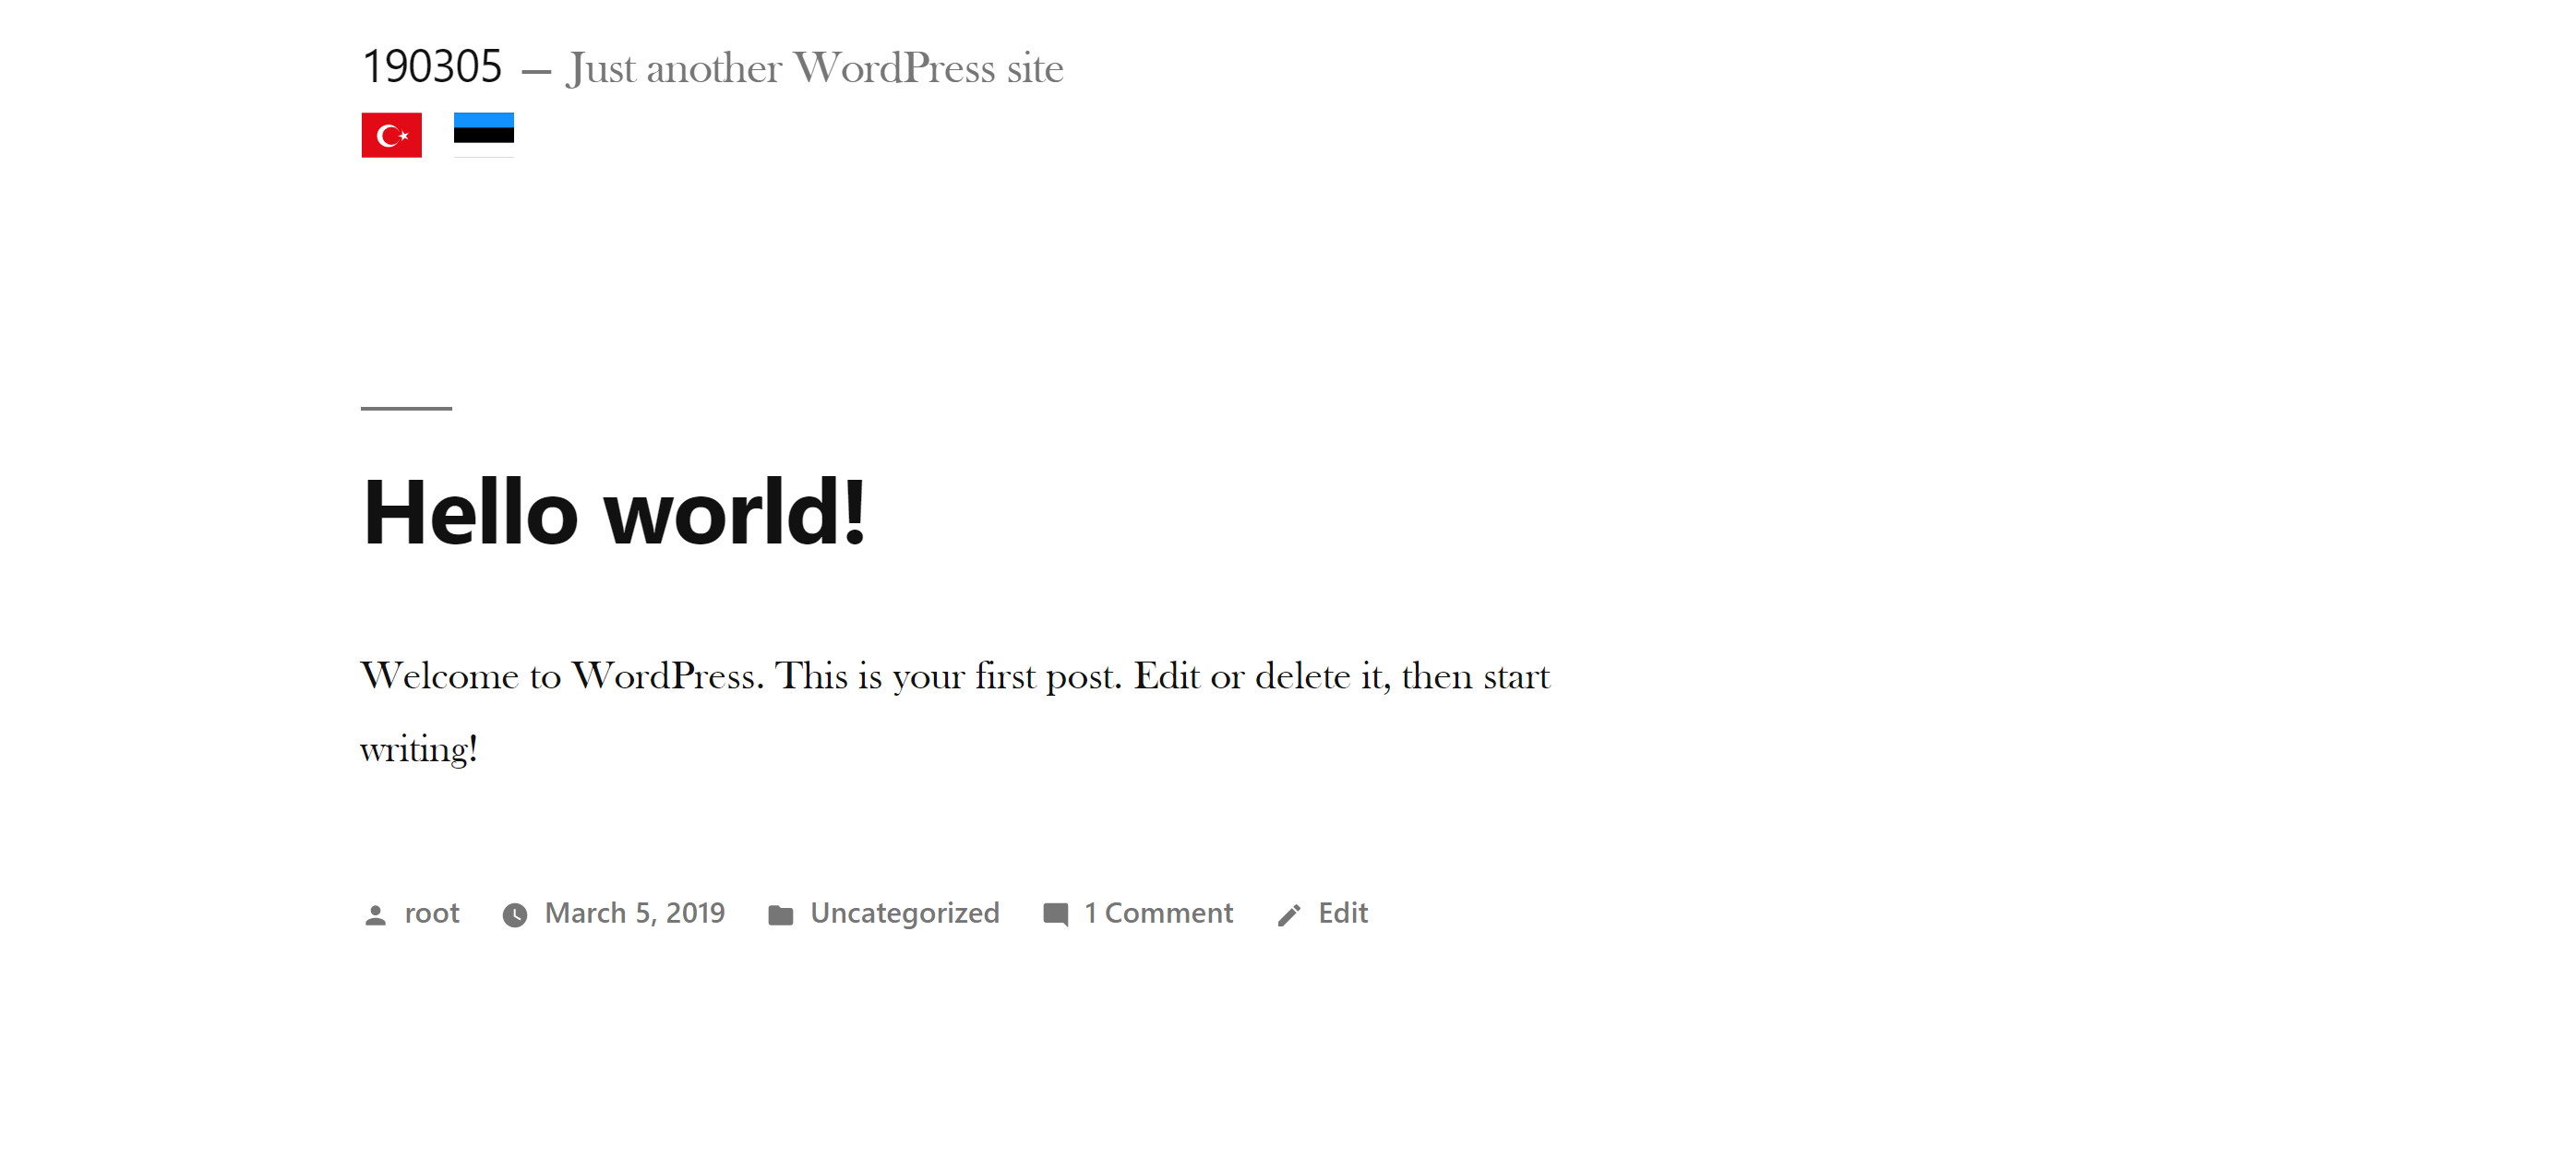 190305 — Just another WordPress site
Hello world!
Welcome to WordPress. This is your first post. Edit or delete it, then start
writing!
root March 5, 2019 Uncategorized 1 Comment Edit